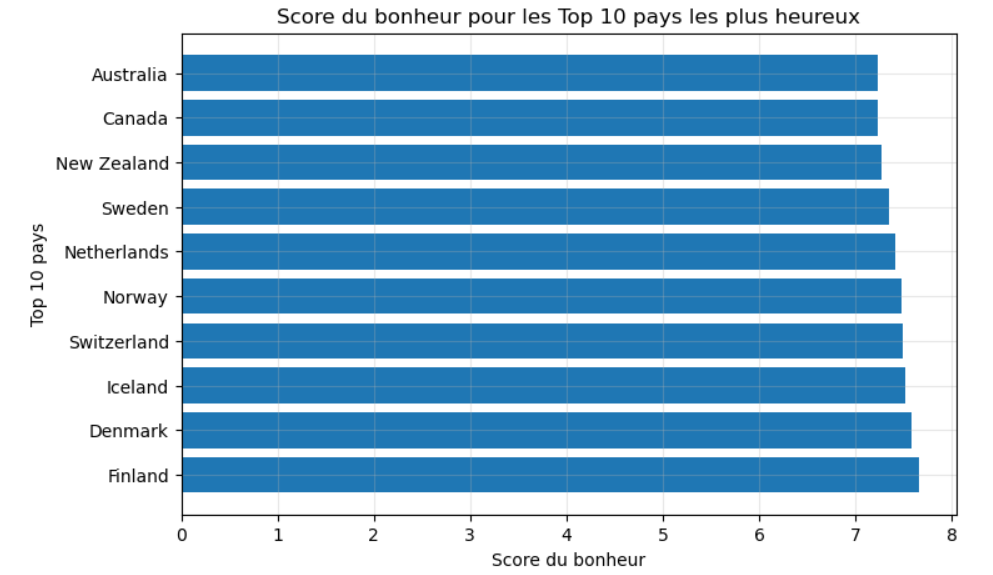 Score du bonheur pour les Top 10 pays les plus heureux
Top 10 pays
Australia
Canada
New Zealand
Sweden
Netherlands
Norway
Switzerland
Iceland
Denmark
Finland
0 1 2 3 4 5 6 7 8
Score du bonheur